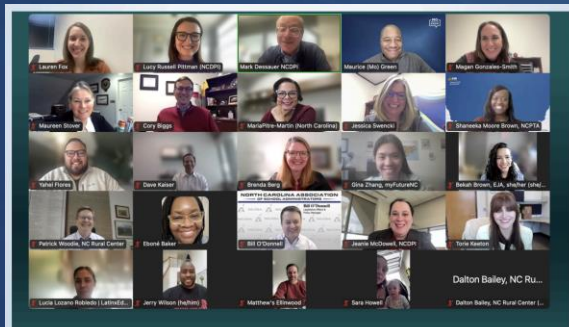 Lauren Fox
Lucy Russell Pittman (NCDPI)
Mark Dessauer NCDPI
Maurice (Mo) Green
Magan Gonzales-Smith
Maureen Stover
Cory Biggs
MariaPitre-Martin (North Carolina)
Jessica Swencki
Shaneeka Moore Brown, NCPTA
Yahel Flores
Dave Kaiser
Brenda Berg
Gina Zhang, myFutureNC
Bekah Brown, EJA, she/her (she/...
NORTH CAROLINA ASSOCIATION
OF SCHOOL ADMINISTRATORS
Bill O'Donnell
Patrick Woodie, NC Rural Center
Eboné Baker
Bill O'Donnell
Jeanie McDowell, NCDPI
Torie Keeton
Dalton Bailey, NC Ru...
Lucia Lozano Robledo | LatinxEd...
Jerry Wilson (he/him)
Matthew's Ellinwood
Sara Howell
Dalton Bailey, NC Rural Center (...